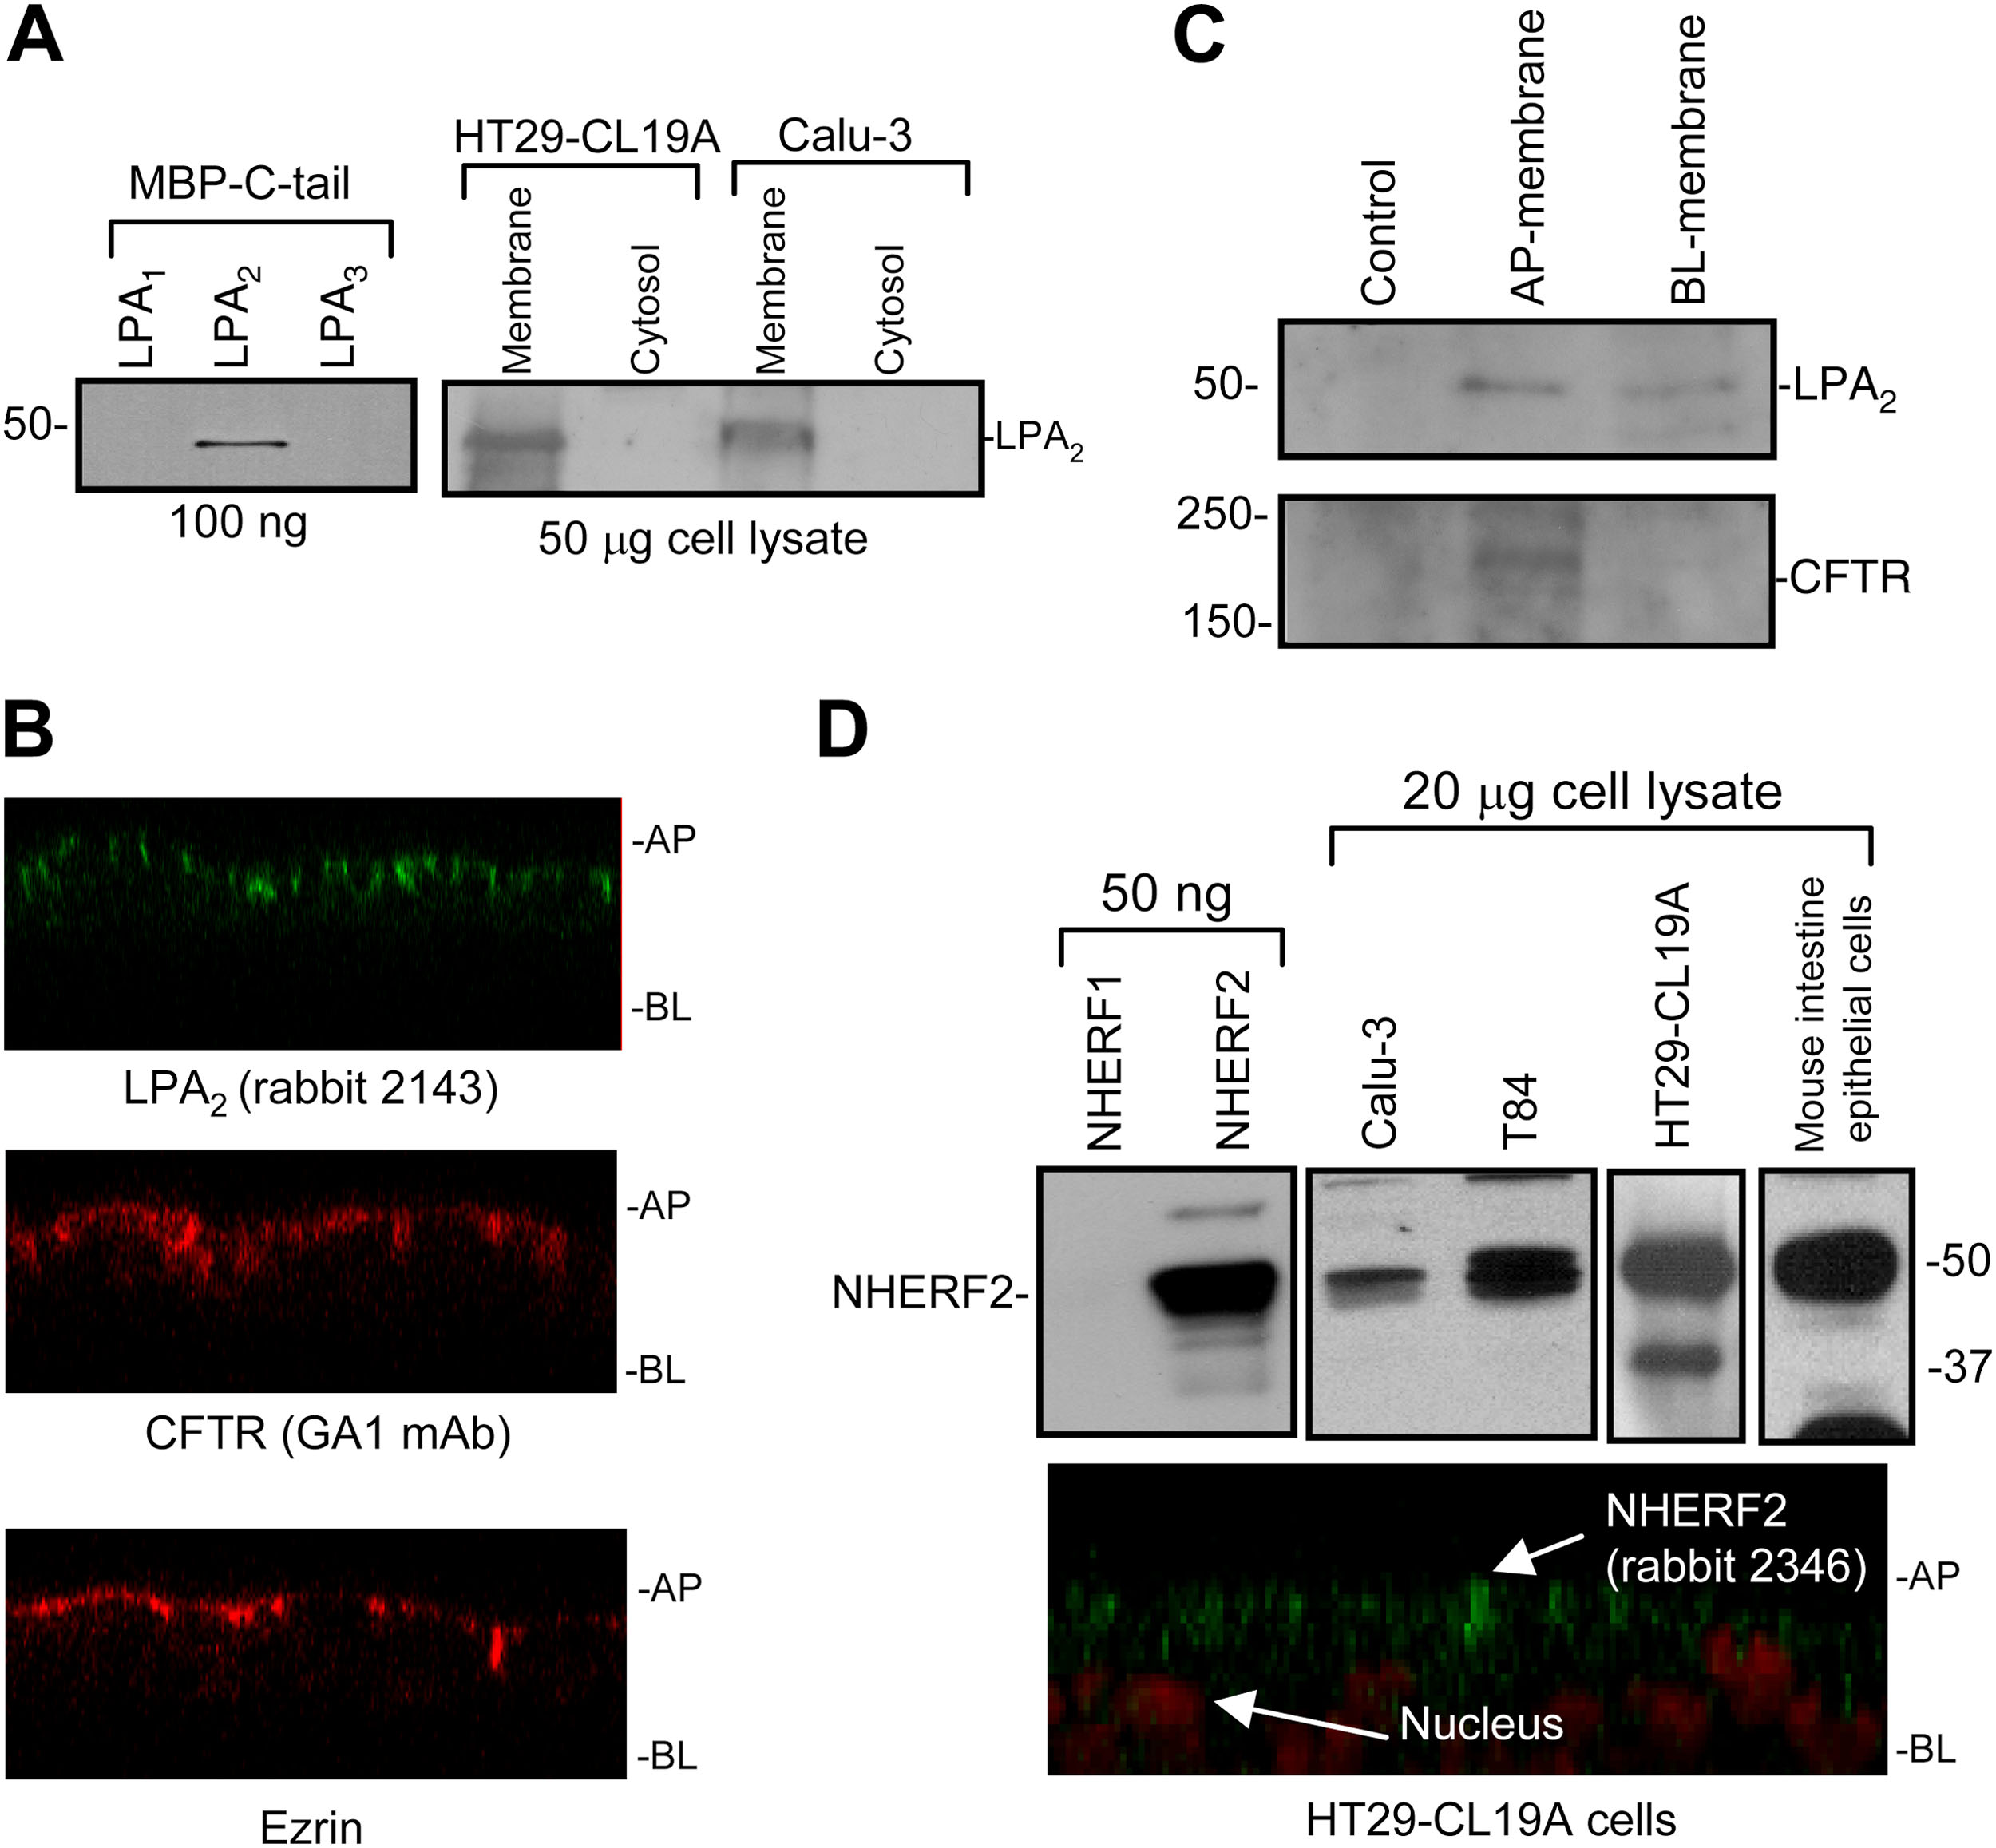 A
MBP-C-tail
LPA1
LPA2
LPA3
50-
100 ng
HT29-CL19A
Calu-3
Membrane
Cytosol
Membrane
Cytosol
-LPA2
50 μg cell lysate
B
-AP
-BL
LPA2 (rabbit 2143)
-AP
-BL
CFTR (GA1 mAb)
-AP
-BL
Ezrin
C
Control
AP-membrane
BL-membrane
50-
-LPA2
250-
150-
-CFTR
D
20 μg cell lysate
50 ng
NHERF1
NHERF2
Calu-3
T84
HT29-CL19A
Mouse intestine
epithelial cells
NHERF2-
-50
-37
NHERF2
(rabbit 2346)
Nucleus
-AP
-BL
HT29-CL19A cells